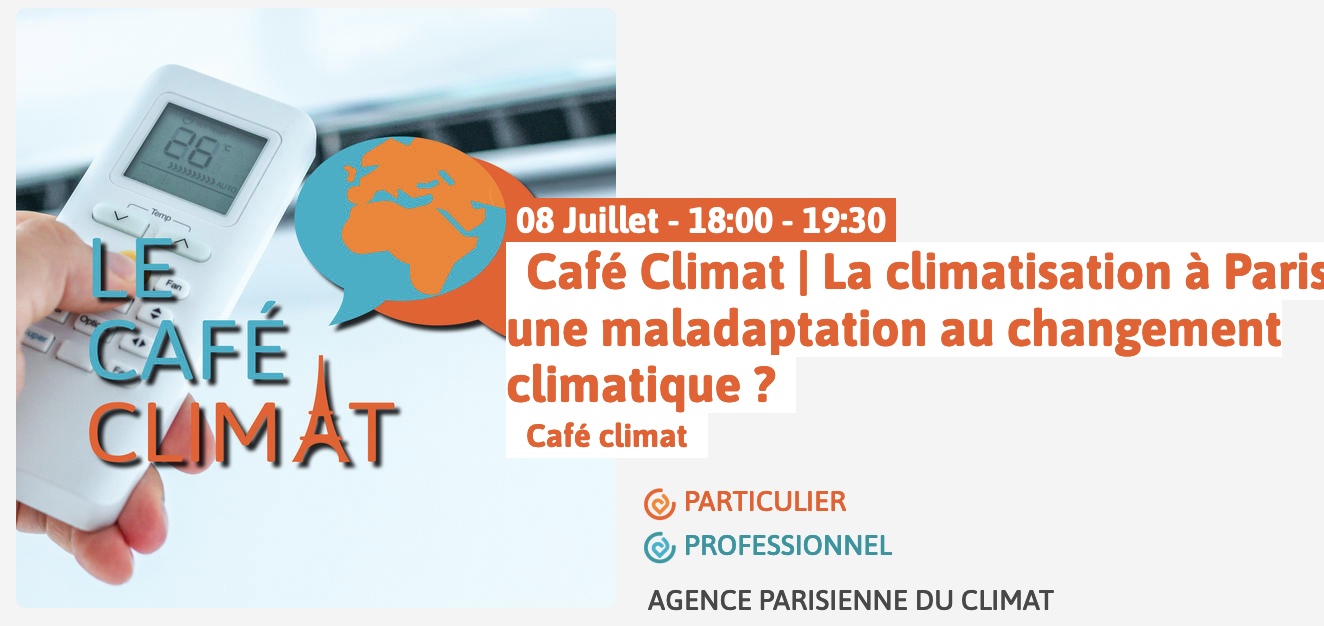 28 °C
AUTO
Temp
LE
Fan
CAFÉ
CLIMAT
08 Juillet - 18:00 - 19:30
Café Climat | La climatisation à Paris
une maladaptation au changement
climatique ?
Café climat
PARTICULIER
PROFESSIONNEL
AGENCE PARISIENNE DU CLIMAT